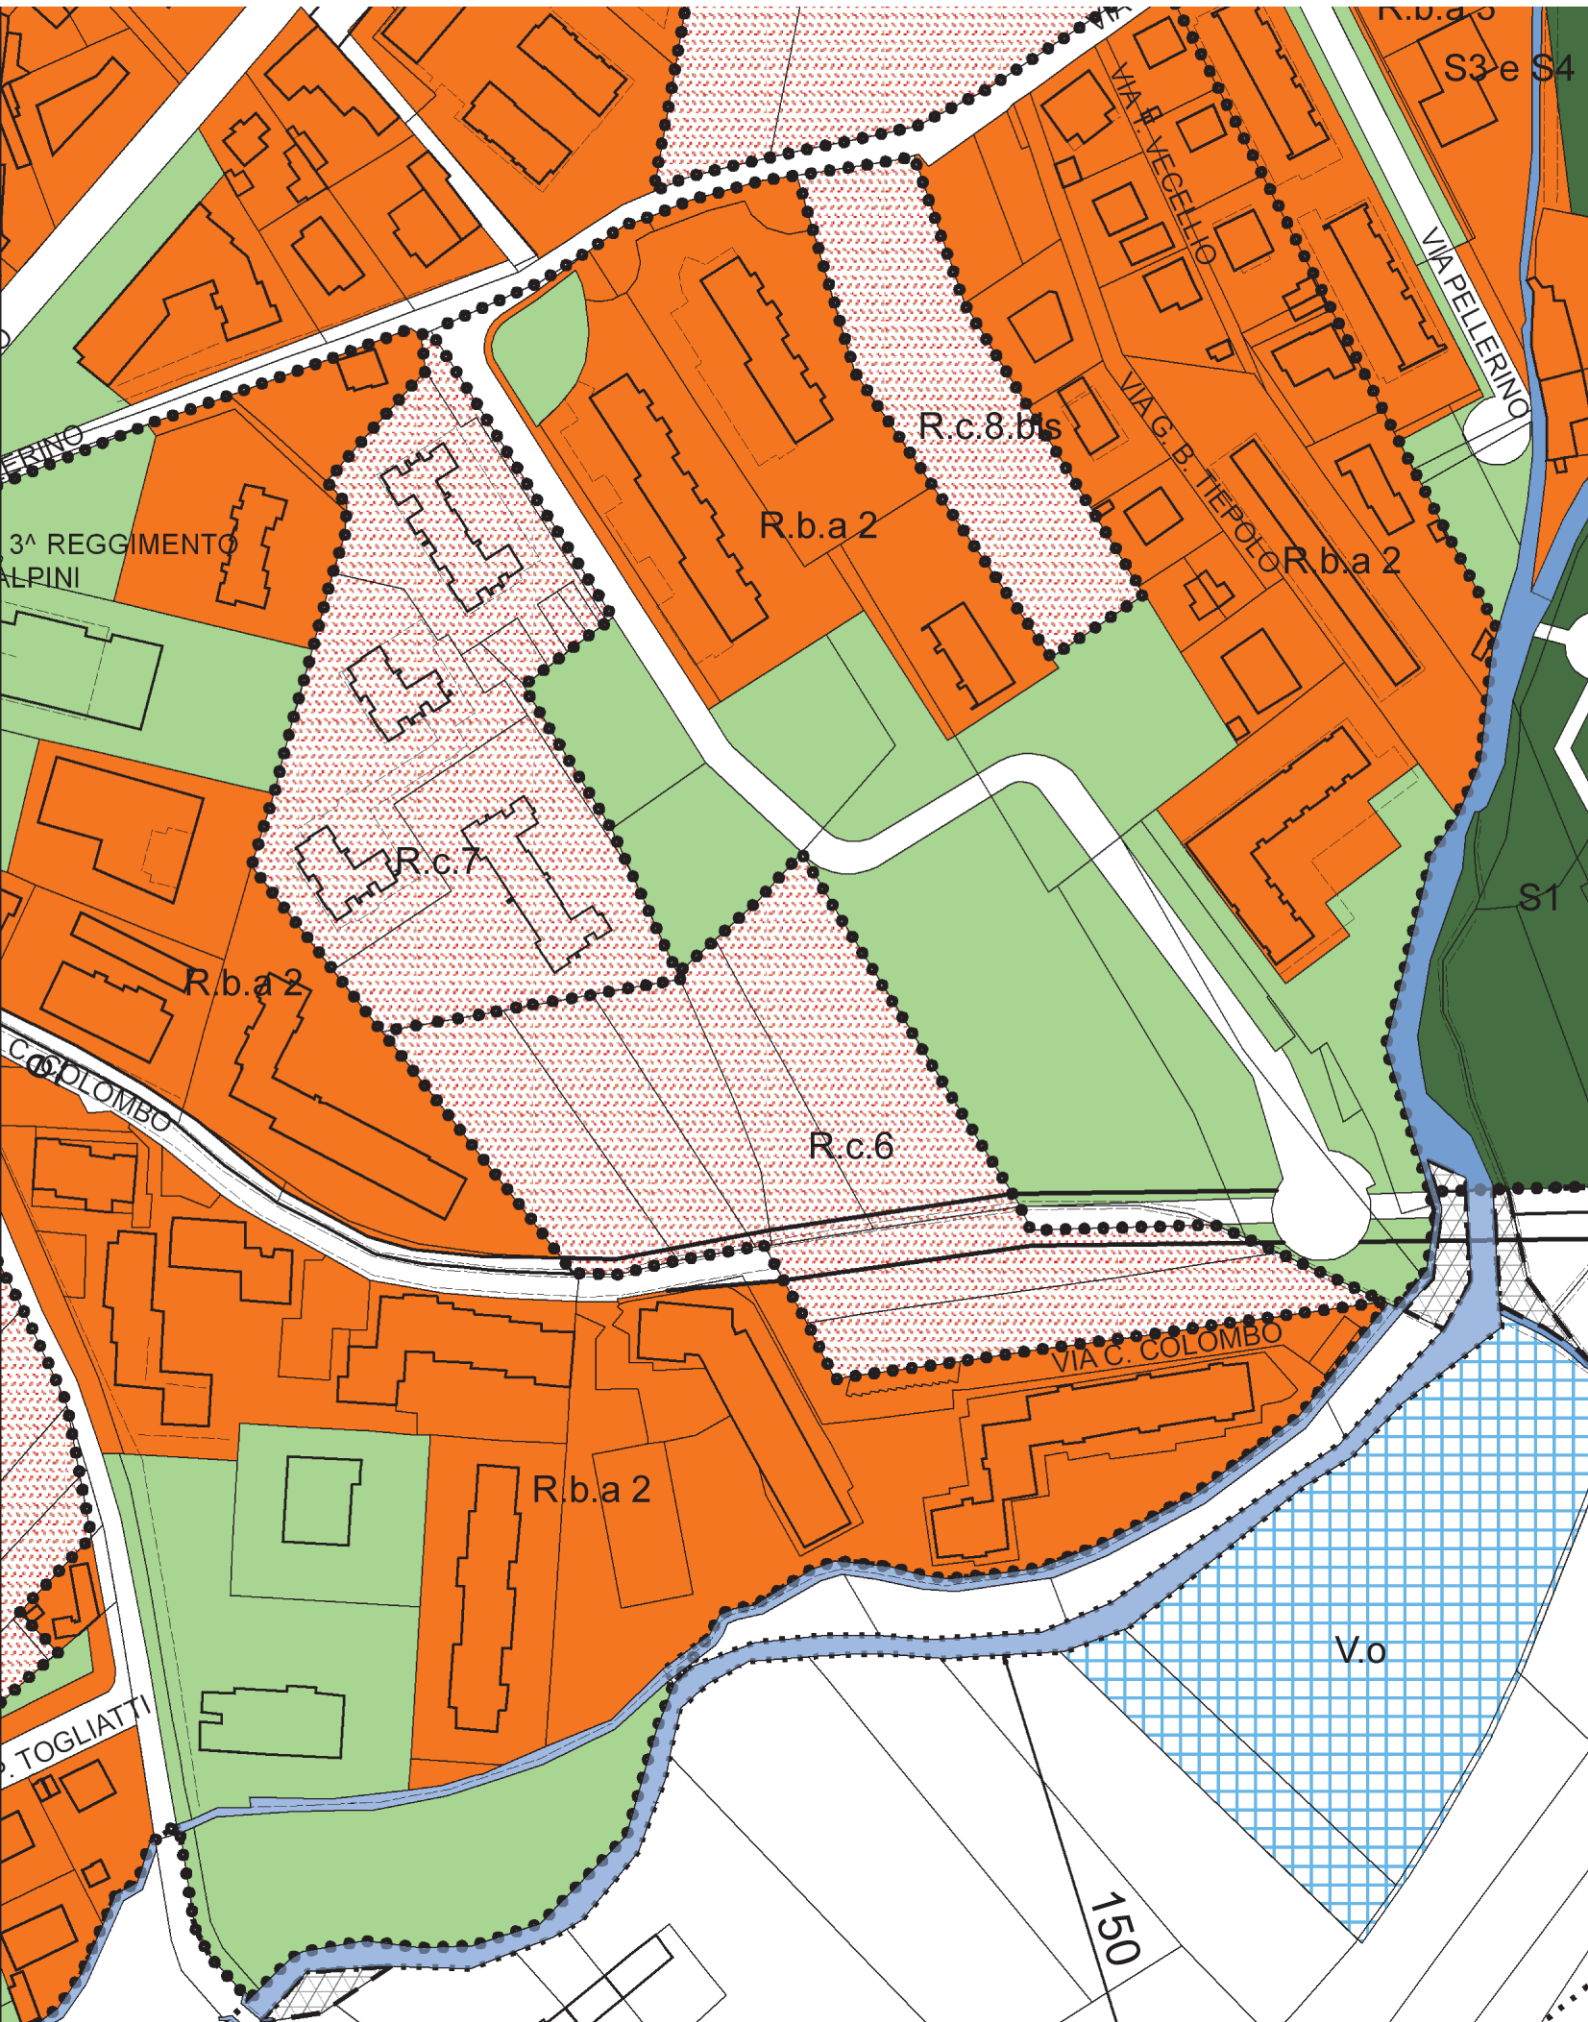 R.b.a 3
S3 e S4
VIA
VIA T. VECELLIO
VIA PELLERINO
ERINO
R.c.8.bis
VIA G. B. TIEPOLO
R.b.a 2
R.b.a 2
3^ REGGIMENTO
ALPINI
R.c.7
S1
R.b.a 2
COLOMBO
R.c.6
VIA C. COLOMBO
R.b.a 2
V.o
P. TOGLIATTI
150